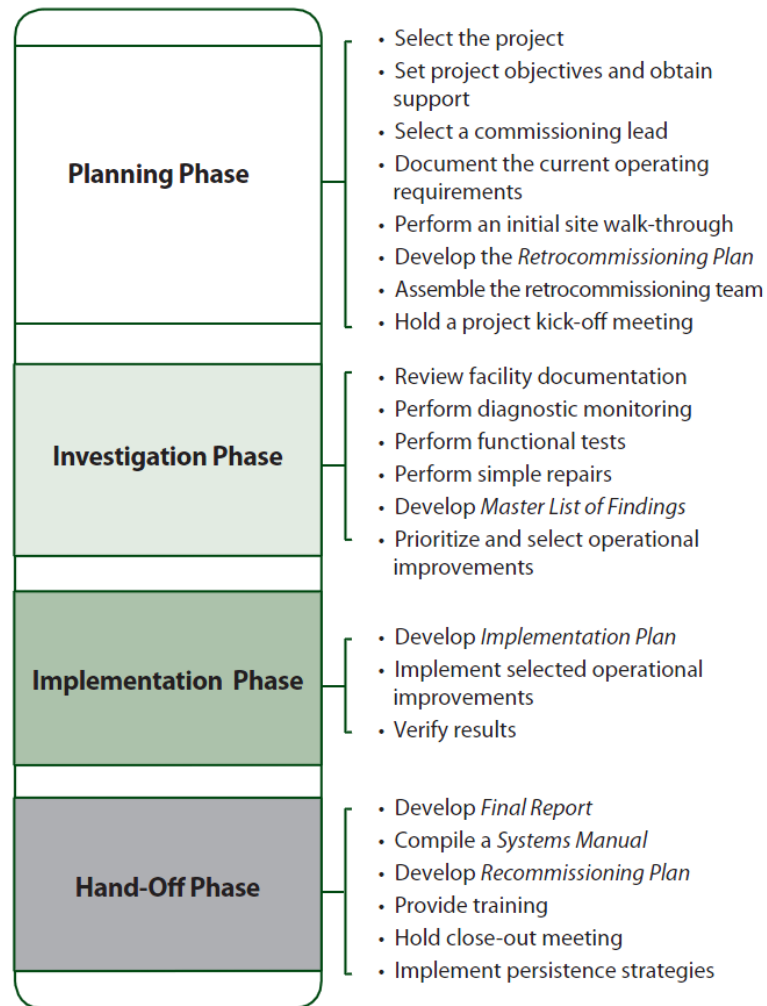 Planning Phase
• Select the project
• Set project objectives and obtain
support
• Select a commissioning lead
• Document the current operating
requirements
• Perform an initial site walk-through
• Develop the Retrocommissioning Plan
• Assemble the retrocommissioning team
• Hold a project kick-off meeting
Investigation Phase
• Review facility documentation
• Perform diagnostic monitoring
• Perform functional tests
• Perform simple repairs
• Develop Master List of Findings
• Prioritize and select operational
improvements
Implementation Phase
• Develop Implementation Plan
• Implement selected operational
improvements
• Verify results
Hand-Off Phase
• Develop Final Report
• Compile a Systems Manual
• Develop Recommissioning Plan
• Provide training
• Hold close-out meeting
• Implement persistence strategies